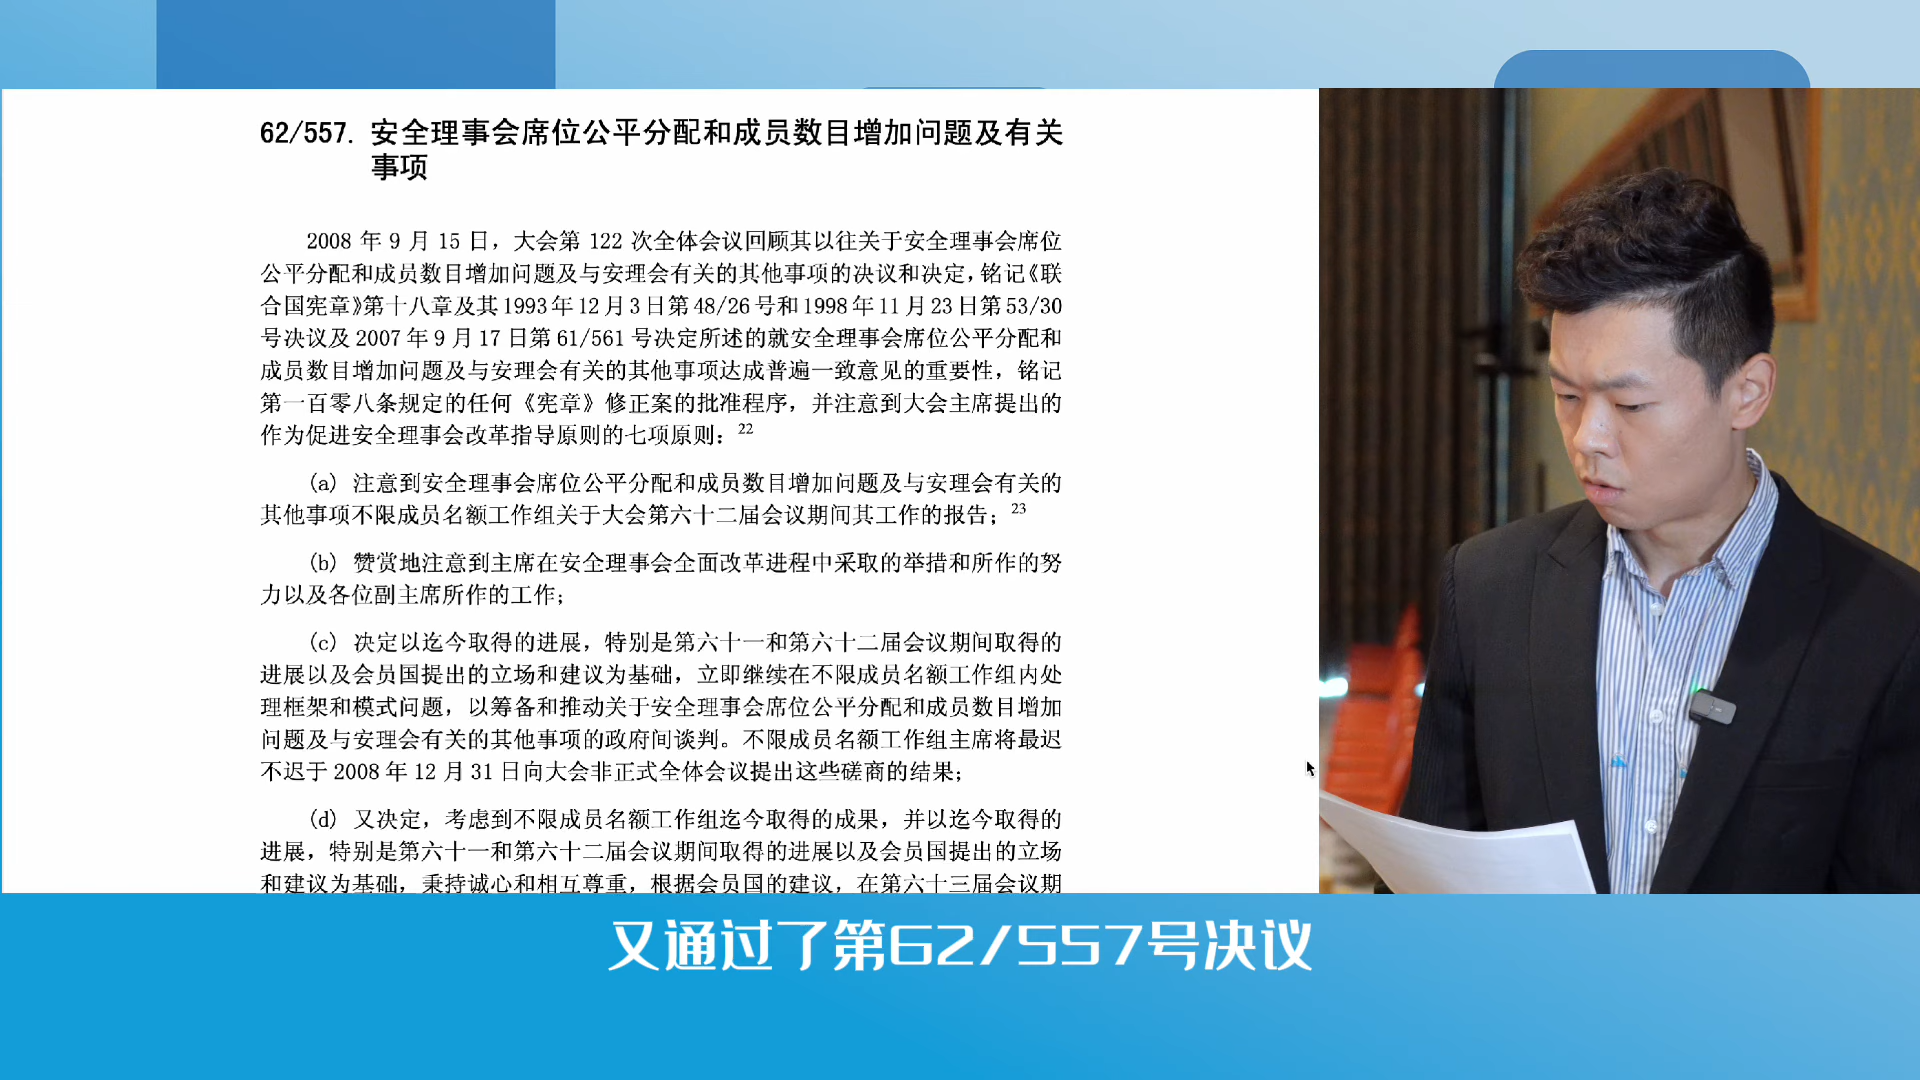 62/557. 安全理事会席位公平分配和成员数目增加问题及有关
事项
2008 年 9 月 15 日，大会第 122 次全体会议回顾其以往关于安全理事会席位
公平分配和成员数目增加问题及与安理会有关的其他事项的决议和决定，铭记《联
合国宪章》第十八章及其 1993 年 12 月 3 日第 48/26 号和 1998 年 11 月 23 日第 53/30
号决议及 2007 年 9 月 17 日第 61/561 号决定所述的就安全理事会席位公平分配和
成员数目增加问题及与安理会有关的其他事项达成普遍一致意见的重要性，铭记
第一百零八条规定的任何《宪章》修正案的批准程序，并注意到大会主席提出的
作为促进安全理事会改革指导原则的七项原则：22
(a) 注意到安全理事会席位公平分配和成员数目增加问题及与安理会有关的
其他事项不限成员名额工作组关于大会第六十二届会议期间其工作的报告；23
(b) 赞赏地注意到主席在安全理事会全面改革进程中采取的举措和所作的努
力以及各位副主席所作的工作；
(c) 决定以迄今取得的进展，特别是第六十一和第六十二届会议期间取得的
进展以及会员国提出的立场和建议为基础，立即继续在不限成员名额工作组内处
理框架和模式问题，以筹备和推动关于安全理事会席位公平分配和成员数目增加
问题及与安理会有关的其他事项的政府间谈判。不限成员名额工作组主席将最迟
不迟于 2008 年 12 月 31 日向大会非正式全体会议提出这些磋商的结果；
(d) 又决定，考虑到不限成员名额工作组迄今取得的成果，并以迄今取得的
进展，特别是第六十一和第六十二届会议期间取得的进展以及会员国提出的立场
和建议为基础，秉持诚心和相互尊重，根据会员国的建议，在第六十三届会议期
又通过了第62/557号决议